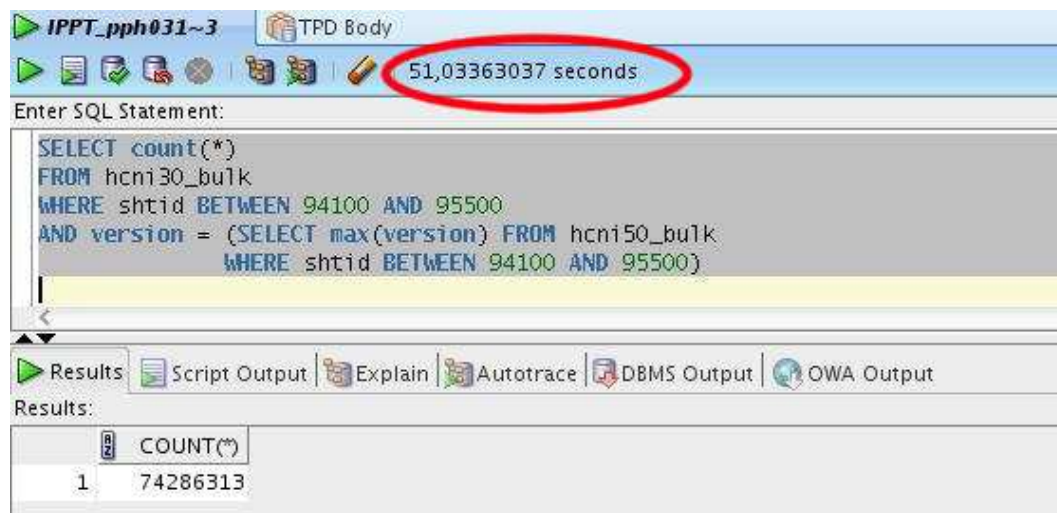 IPPT_pph031~3 TPD Body
51,03363037 seconds
Enter SQL Statement:
SELECT count(*)
FROM hcni30_bulk
WHERE shtid BETWEEN 94100 AND 95500
AND version = (SELECT max(version) FROM hcni50_bulk
WHERE shtid BETWEEN 94100 AND 95500)
Results Script Output Explain Autotrace DBMS Output OWA Output
Results:
COUNT(*)
1 74286313